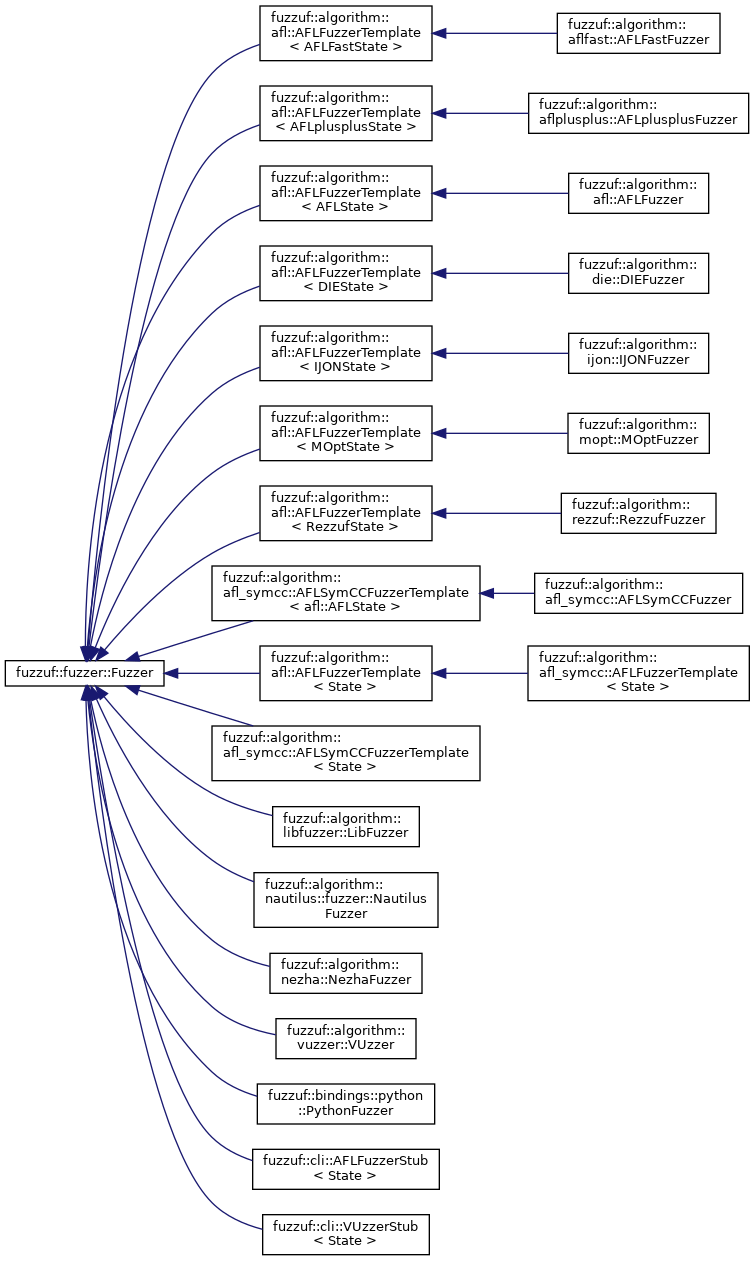 fuzzuf::algorithm::
afl::AFLFuzzerTemplate
< AFLFastState >
fuzzuf::algorithm::
aflfast::AFLFastFuzzer
fuzzuf::algorithm::
afl::AFLFuzzerTemplate
< AFLplusplusState >
fuzzuf::algorithm::
aflplusplus::AFLplusplusFuzzer
fuzzuf::algorithm::
afl::AFLFuzzerTemplate
< AFLState >
fuzzuf::algorithm::
afl::AFLFuzzer
fuzzuf::algorithm::
afl::AFLFuzzerTemplate
< DIEState >
fuzzuf::algorithm::
die::DIEFuzzer
fuzzuf::algorithm::
afl::AFLFuzzerTemplate
< IJONState >
fuzzuf::algorithm::
ijon::IJONFuzzer
fuzzuf::algorithm::
afl::AFLFuzzerTemplate
< MOptState >
fuzzuf::algorithm::
mopt::MOptFuzzer
fuzzuf::algorithm::
afl::AFLFuzzerTemplate
< RezzufState >
fuzzuf::algorithm::
rezzuf::RezzufFuzzer
fuzzuf::algorithm::
afl_symcc::AFLSymCCFuzzerTemplate
< afl::AFLState >
fuzzuf::algorithm::
afl_symcc::AFLSymCCFuzzer
fuzzuf::fuzzer::Fuzzer
fuzzuf::algorithm::
afl::AFLFuzzerTemplate
< State >
fuzzuf::algorithm::
afl_symcc::AFLFuzzerTemplate
< State >
fuzzuf::algorithm::
afl_symcc::AFLSymCCFuzzerTemplate
< State >
fuzzuf::algorithm::
libfuzzer::LibFuzzer
fuzzuf::algorithm::
nautilus::fuzzer::Nautilus
Fuzzer
fuzzuf::algorithm::
nezha::NezhaFuzzer
fuzzuf::algorithm::
vuzzer::VUzzer
fuzzuf::bindings::python
::PythonFuzzer
fuzzuf::cli::AFLFuzzerStub
< State >
fuzzuf::cli::VUzzerStub
< State >